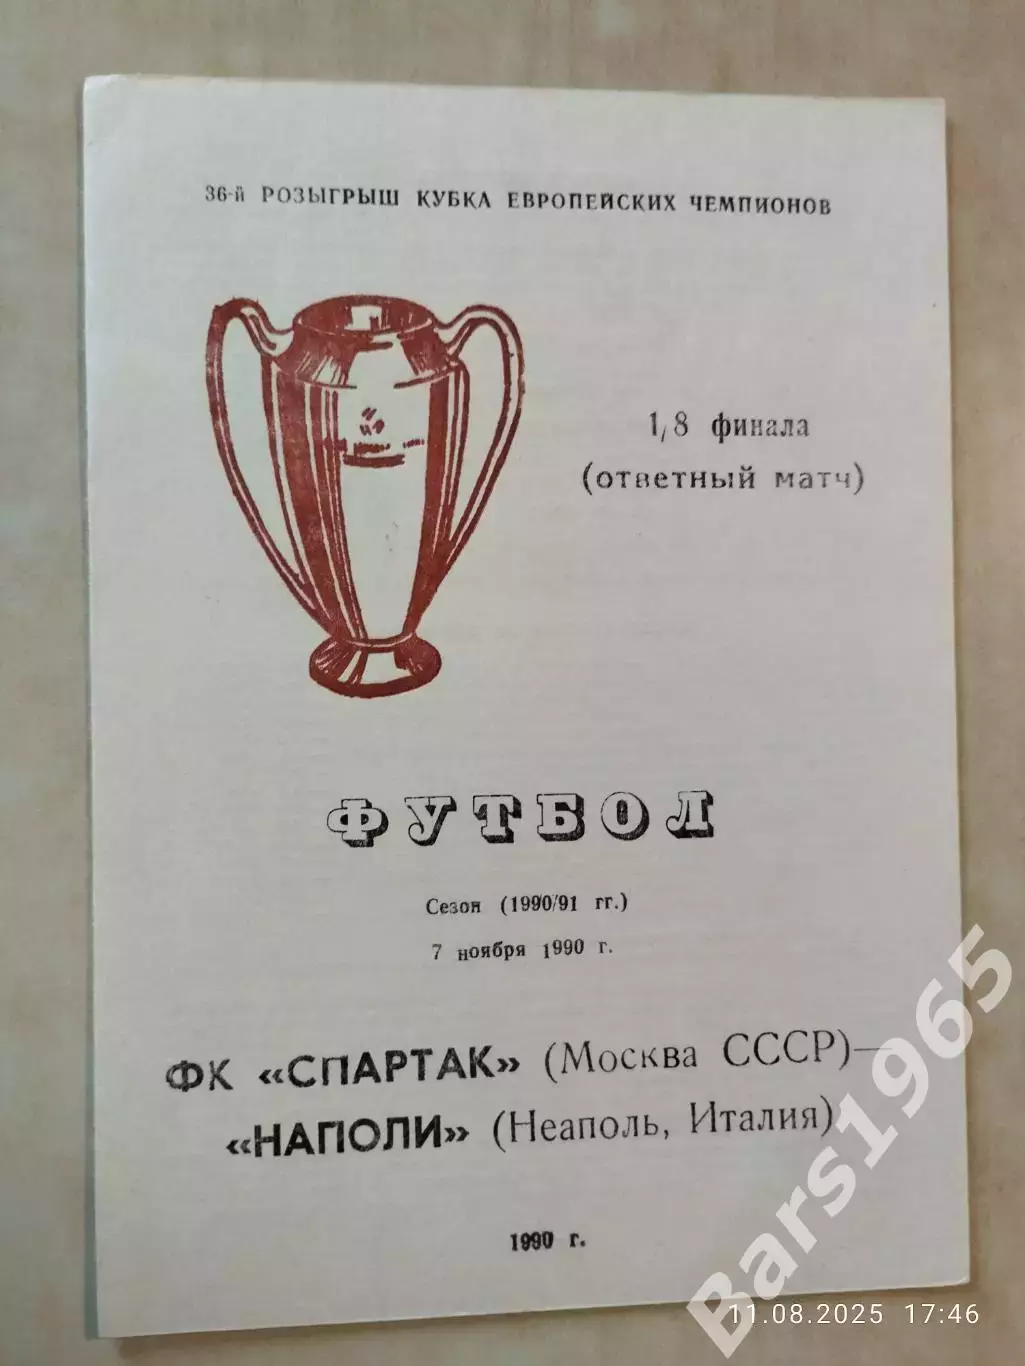 36-й РОЗЫГРЫШ КУБКА ЕВРОПЕЙСКИХ ЧЕМПИОНОВ
1/8 финала
(ответный матч)
ФУТБОЛ
Сезон (1990/91 гг.)
7 ноября 1990 г.
ФК «СПАРТАК» (Москва СССР)—
«НАПОЛИ» (Неаполь, Италия)
1990 г.
Bars1965
11.08.2025 17:46